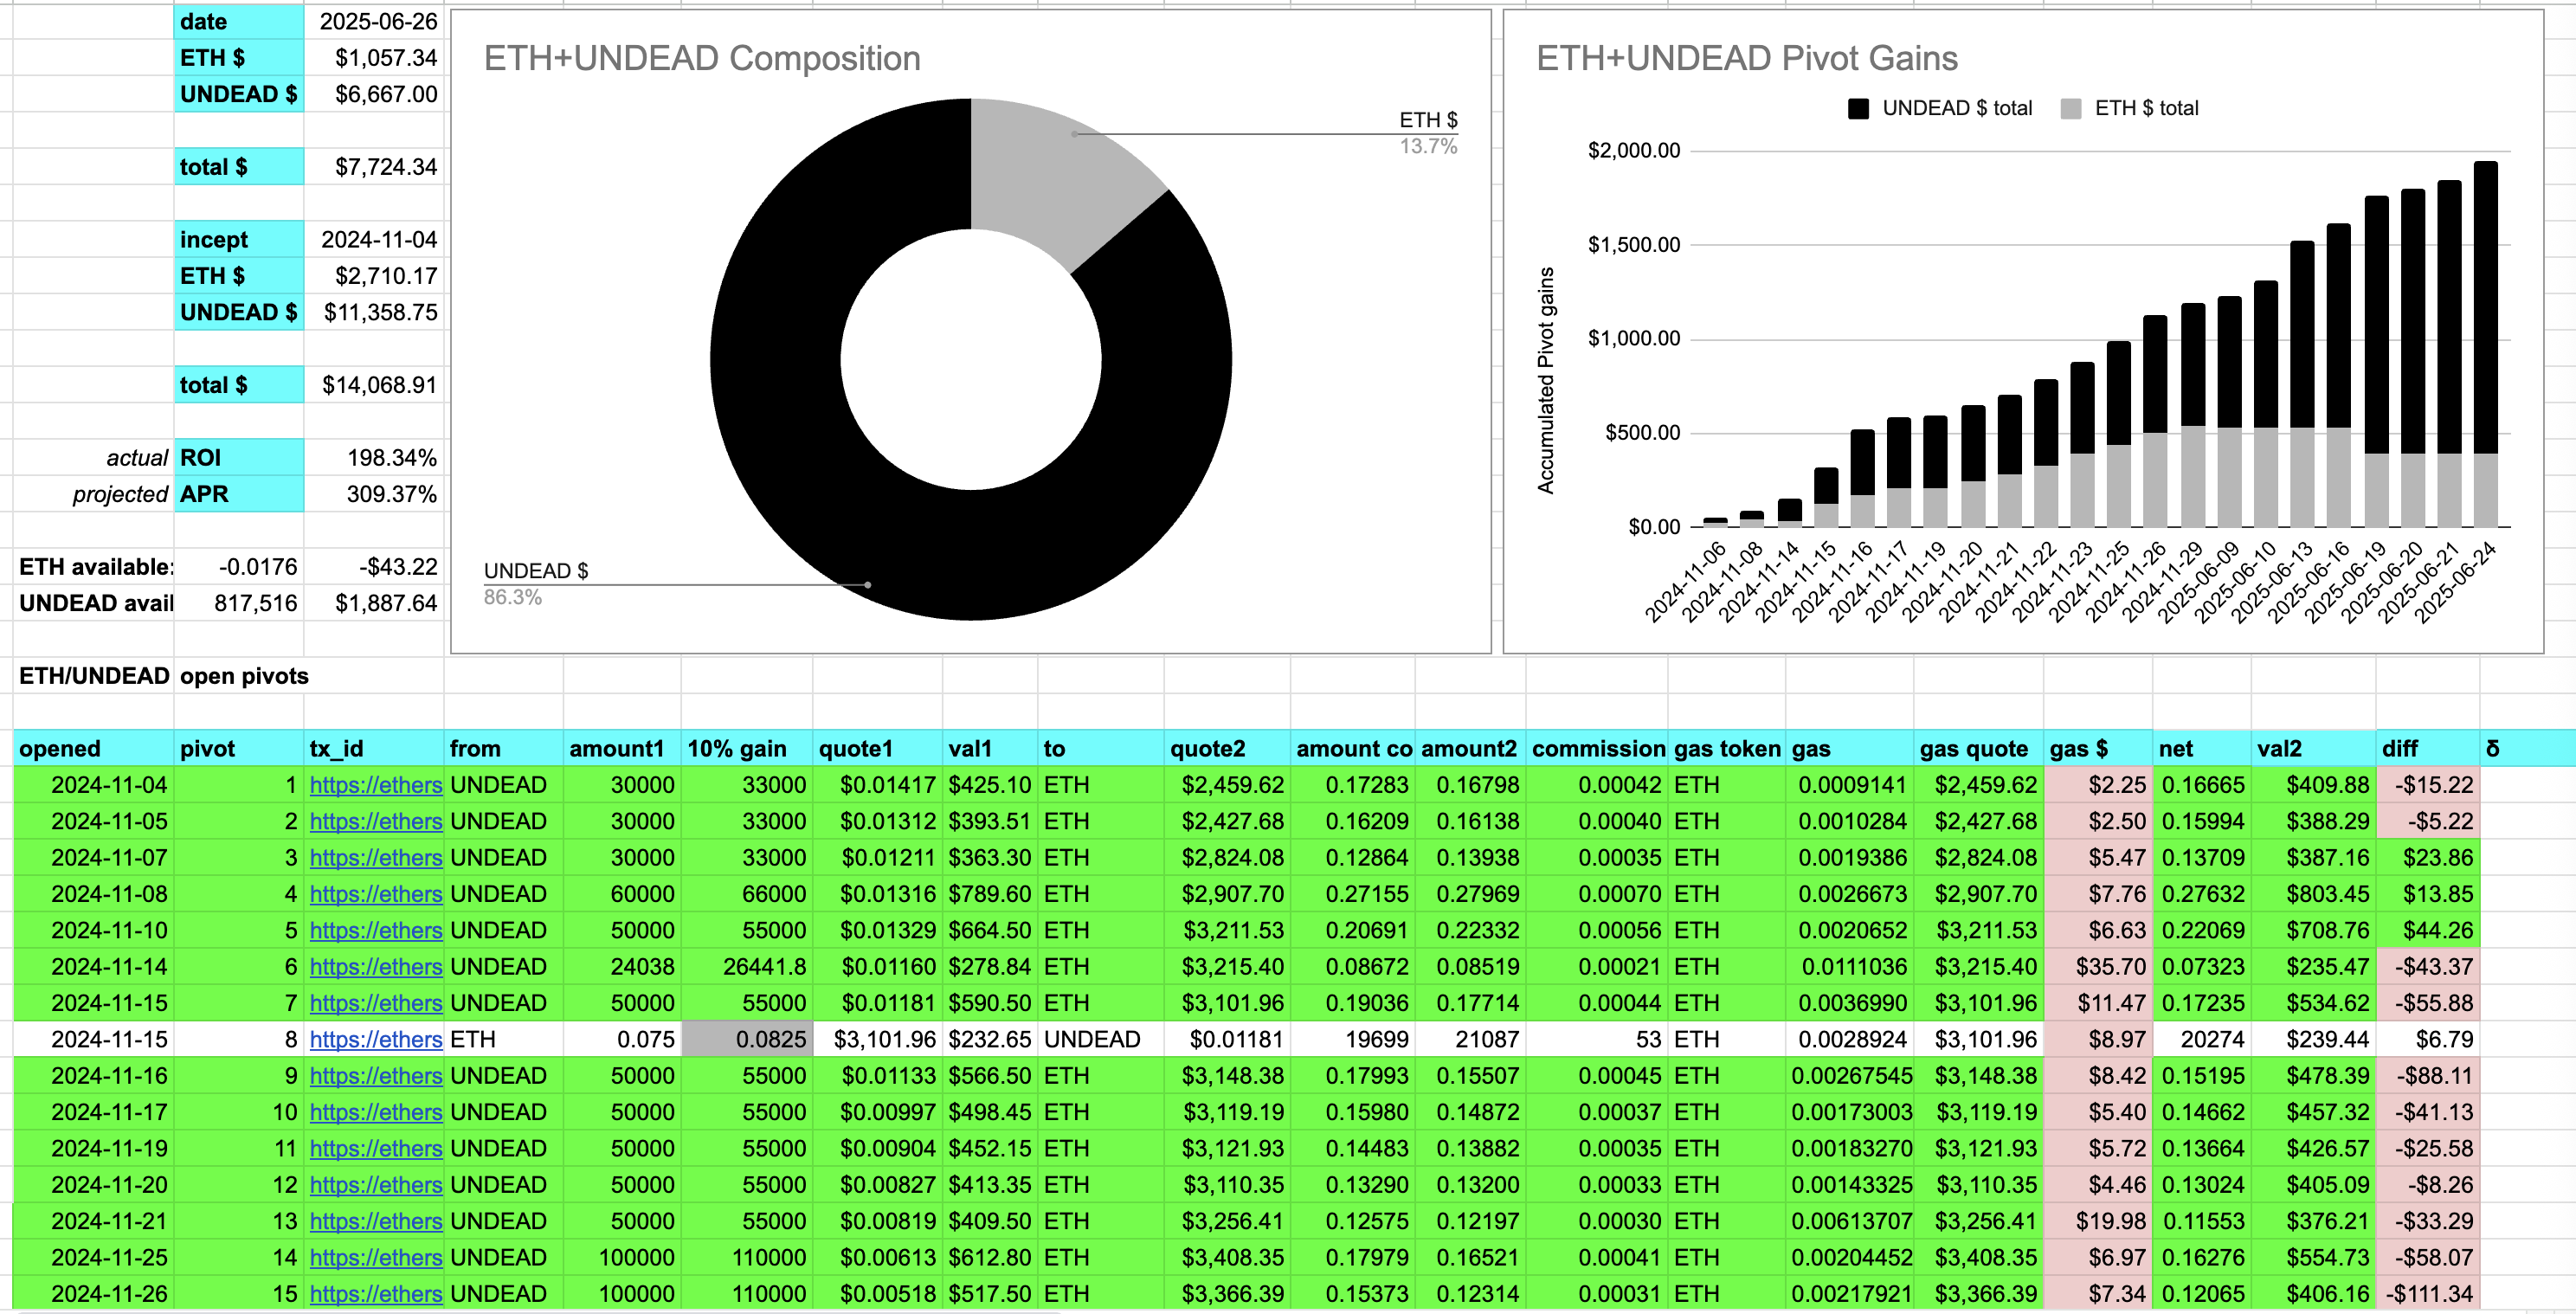 date 2025-06-26
ETH $ $1,057.34
UNDEAD $ $6,667.00
total $ $7,724.34
incept 2024-11-04
ETH $ $2,710.17
UNDEAD $ $11,358.75
total $ $14,068.91
actual ROI 198.34%
projected APR 309.37%
ETH available: -0.0176 -$43.22
UNDEAD avail 817,516 $1,887.64
ETH+UNDEAD Composition
ETH $
13.7%
UNDEAD $
86.3%
ETH+UNDEAD Pivot Gains
UNDEAD $ total ETH $ total
Accumulated Pivot gains
$2,000.00
$1,500.00
$1,000.00
$500.00
$0.00
2024-11-06
2024-11-08
2024-11-14
2024-11-15
2024-11-16
2024-11-17
2024-11-19
2024-11-20
2024-11-21
2024-11-22
2024-11-23
2024-11-25
2024-11-26
2024-11-29
2025-06-09
2025-06-10
2025-06-13
2025-06-16
2025-06-19
2025-06-20
2025-06-21
2025-06-24
ETH/UNDEAD open pivots
opened pivot tx_id from amount1 10% gain quote1 val1 to quote2 amount co amount2 commission gas token gas gas quote gas $ net val2 diff δ
2024-11-04 1 https://ethers UNDEAD 30000 33000 $0.01417 $425.10 ETH $2,459.62 0.17283 0.16798 0.00042 ETH 0.0009141 $2,459.62 $2.25 0.16665 $409.88 -$15.22
2024-11-05 2 https://ethers UNDEAD 30000 33000 $0.01312 $393.51 ETH $2,427.68 0.16209 0.16138 0.00040 ETH 0.0010284 $2,427.68 $2.50 0.15994 $388.29 -$5.22
2024-11-07 3 https://ethers UNDEAD 30000 33000 $0.01211 $363.30 ETH $2,824.08 0.12864 0.13938 0.00035 ETH 0.0019386 $2,824.08 $5.47 0.13709 $387.16 $23.86
2024-11-08 4 https://ethers UNDEAD 60000 66000 $0.01316 $789.60 ETH $2,907.70 0.27155 0.27969 0.00070 ETH 0.0026673 $2,907.70 $7.76 0.27632 $803.45 $13.85
2024-11-10 5 https://ethers UNDEAD 50000 55000 $0.01329 $664.50 ETH $3,211.53 0.20691 0.22332 0.00056 ETH 0.0020652 $3,211.53 $6.63 0.22069 $708.76 $44.26
2024-11-14 6 https://ethers UNDEAD 24038 26441.8 $0.01160 $278.84 ETH $3,215.40 0.08672 0.08519 0.00021 ETH 0.0111036 $3,215.40 $35.70 0.07323 $235.47 -$43.37
2024-11-15 7 https://ethers UNDEAD 50000 55000 $0.01181 $590.50 ETH $3,101.96 0.19036 0.17714 0.00044 ETH 0.0036990 $3,101.96 $11.47 0.17235 $534.62 -$55.88
2024-11-15 8 https://ethers ETH 0.075 0.0825 $3,101.96 $232.65 UNDEAD $0.01181 19699 21087 53 ETH 0.0028924 $3,101.96 $8.97 20274 $239.44 $6.79
2024-11-16 9 https://ethers UNDEAD 50000 55000 $0.01133 $566.50 ETH $3,148.38 0.17993 0.15507 0.00045 ETH 0.00267545 $3,148.38 $8.42 0.15195 $478.39 -$88.11
2024-11-17 10 https://ethers UNDEAD 50000 55000 $0.00997 $498.45 ETH $3,119.19 0.15980 0.14872 0.00037 ETH 0.00173003 $3,119.19 $5.40 0.14662 $457.32 -$41.13
2024-11-19 11 https://ethers UNDEAD 50000 55000 $0.00904 $452.15 ETH $3,121.93 0.14483 0.13882 0.00035 ETH 0.00183270 $3,121.93 $5.72 0.13664 $426.57 -$25.58
2024-11-20 12 https://ethers UNDEAD 50000 55000 $0.00827 $413.35 ETH $3,110.35 0.13290 0.13200 0.00033 ETH 0.00143325 $3,110.35 $4.46 0.13024 $405.09 -$8.26
2024-11-21 13 https://ethers UNDEAD 50000 55000 $0.00819 $409.50 ETH $3,256.41 0.12575 0.12197 0.00030 ETH 0.00613707 $3,256.41 $19.98 0.11553 $376.21 -$33.29
2024-11-25 14 https://ethers UNDEAD 100000 110000 $0.00613 $612.80 ETH $3,408.35 0.17979 0.16521 0.00041 ETH 0.00204452 $3,408.35 $6.97 0.16276 $554.73 -$58.07
2024-11-26 15 https://ethers UNDEAD 100000 110000 $0.00518 $517.50 ETH $3,366.39 0.15373 0.12314 0.00031 ETH 0.00217921 $3,366.39 $7.34 0.12065 $406.16 -$111.34